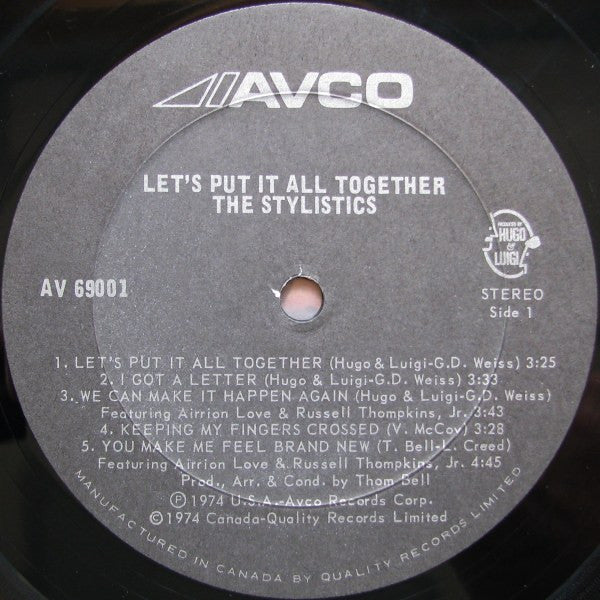 AVCO
LET'S PUT IT ALL TOGETHER
THE STYLISTICS
PRODUCED BY
HUGO
&
LUIGI
AV 69001
STEREO
Side 1
1. LET'S PUT IT ALL TOGETHER (Hugo & Luigi-G.D. Weiss) 3:25
2. I GOT A LETTER (Hugo & Luigi-G.D. Weiss) 3:33
3. WE CAN MAKE IT HAPPEN AGAIN (Hugo & Luigi-G.D. Weiss)
Featuring Airrion Love & Russell Thompkins, Jr. 3:43
4. KEEPING MY FINGERS CROSSED (V. McCoy) 3:28
5. YOU MAKE ME FEEL BRAND NEW (T. Bell-L. Creed)
Featuring Airrion Love & Russell Thompkins, Jr. 4:45
Prod., Arr. & Cond. by Thom Bell
Ⓟ 1974 U.S.A.-Avco Records Corp.
© 1974 Canada-Quality Records Limited
MANUFACTURED IN CANADA BY QUALITY RECORDS LIMITED